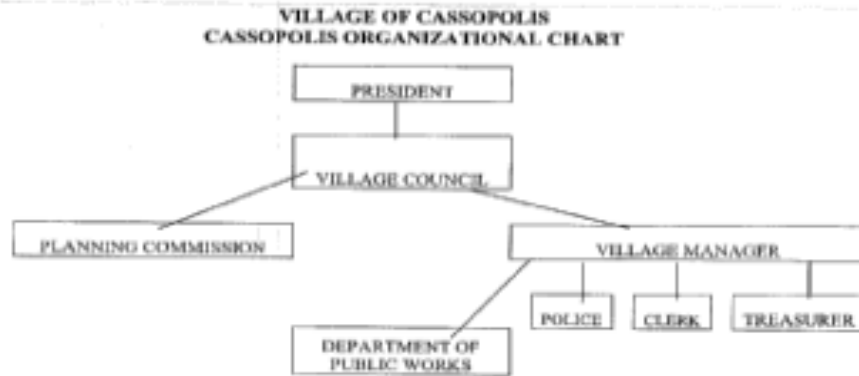 VILLAGE OF CASSOPOLIS
CASSOPOLIS ORGANIZATIONAL CHART
PRESIDENT
VILLAGE COUNCIL
PLANNING COMMISSION
VILLAGE MANAGER
POLICE
CLERK
TREASURER
DEPARTMENT OF
PUBLIC WORKS